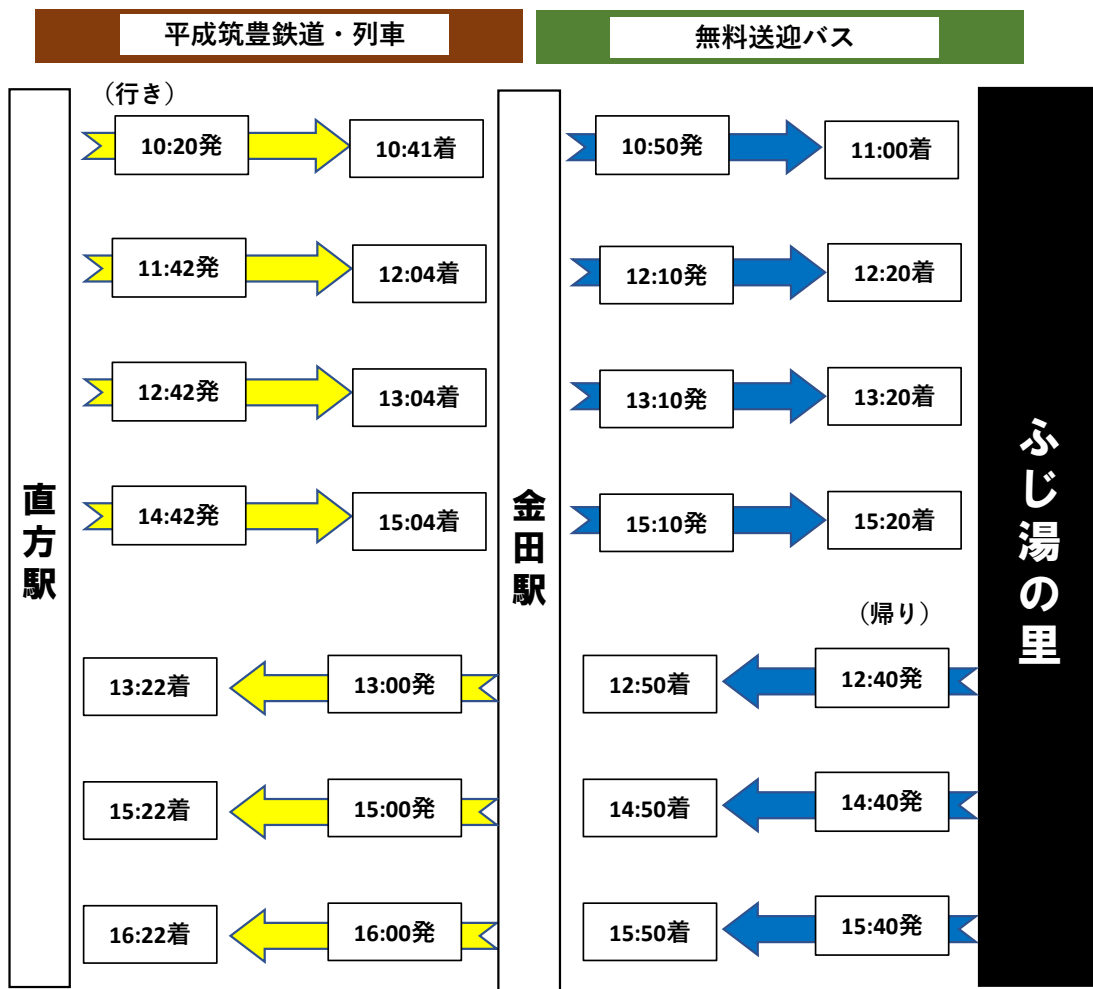 平成筑豊鉄道・列車
無料送迎バス
（行き）
10:20発
10:41着
10:50発
11:00着
11:42発
12:04着
12:10発
12:20着
12:42発
13:04着
13:10発
13:20着
14:42発
15:04着
15:10発
15:20着
直方駅
金田駅
ふじ湯の里
（帰り）
13:22着
13:00発
12:50着
12:40発
15:22着
15:00発
14:50着
14:40発
16:22着
16:00発
15:50着
15:40発